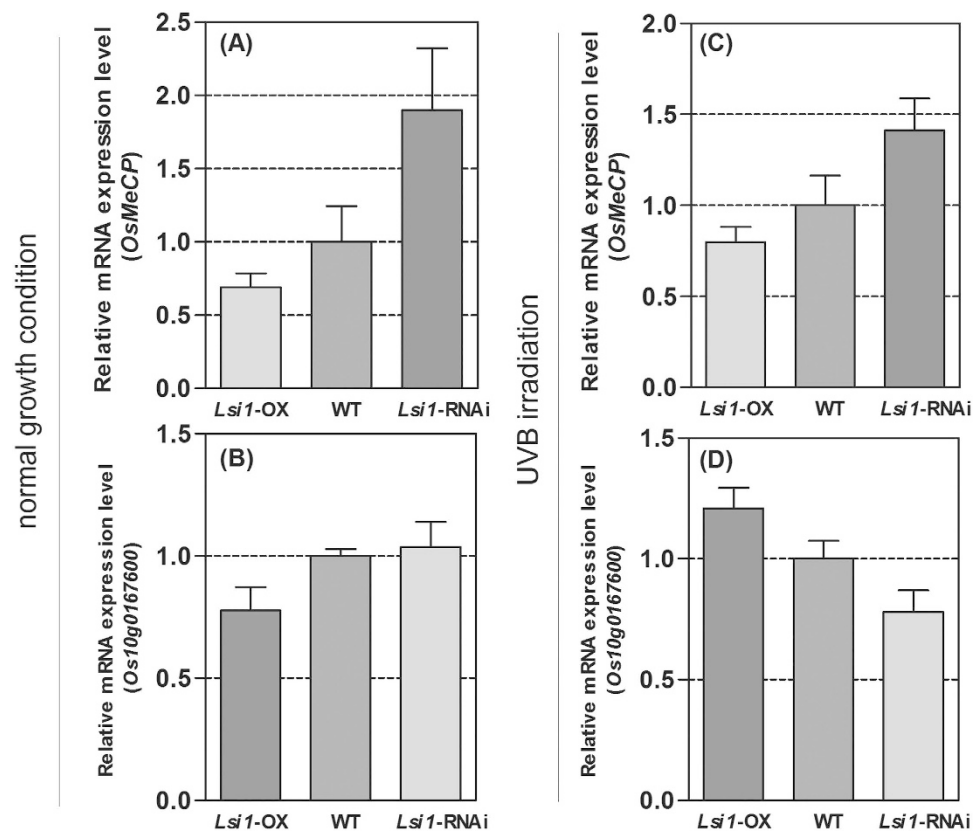 normal growth condition
(A)
Relative mRNA expression level
(OsMeCP)
2.5
2.0
1.5
1.0
0.5
0.0
Lsi1-OX WT Lsi1-RNAi
(B)
Relative mRNA expression level
(Os10g0167600)
1.5
1.0
0.5
0.0
Lsi1-OX WT Lsi1-RNAi
UVB irradiation
(C)
Relative mRNA expression level
(OsMeCP)
2.0
1.5
1.0
0.5
0.0
Lsi1-OX WT Lsi1-RNAi
(D)
Relative mRNA expression level
(Os10g0167600)
1.5
1.0
0.5
0.0
Lsi1-OX WT Lsi1-RNAi